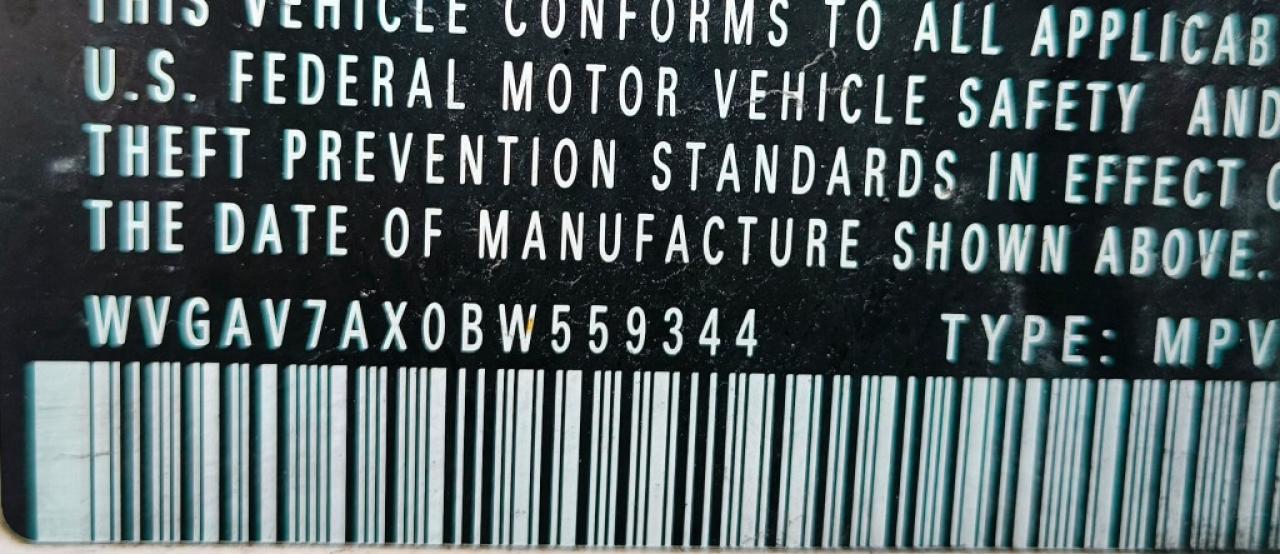 THIS VEHICLE CONFORMS TO ALL APPLICAB
U.S. FEDERAL MOTOR VEHICLE SAFETY AND
THEFT PREVENTION STANDARDS IN EFFECT O
THE DATE OF MANUFACTURE SHOWN ABOVE.
WVGAV7AX0BW559344 TYPE: MPV